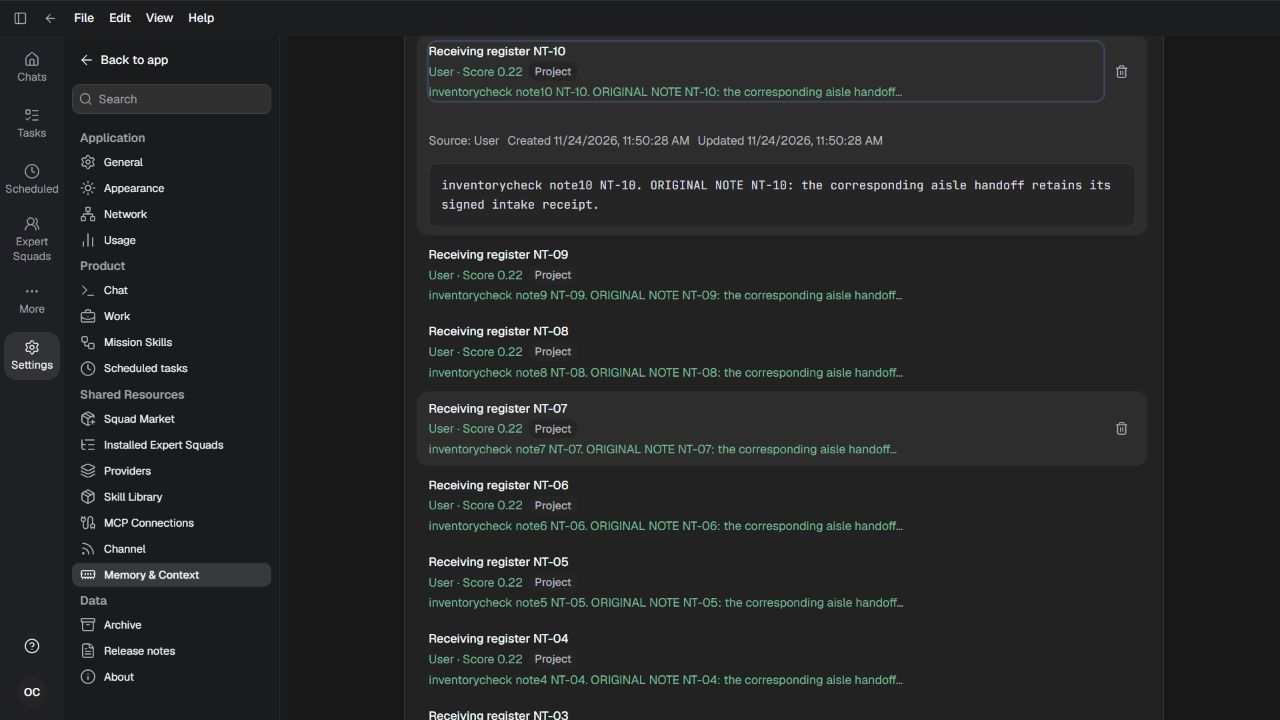 File Edit View Help
Chats
Tasks
Scheduled
Expert
Squads
More
Settings
OC
Back to app
Search
Application
General
Appearance
Network
Usage
Product
Chat
Work
Mission Skills
Scheduled tasks
Shared Resources
Squad Market
Installed Expert Squads
Providers
Skill Library
MCP Connections
Channel
Memory & Context
Data
Archive
Release notes
About
Receiving register NT-10
User · Score 0.22 Project
inventorycheck note10 NT-10. ORIGINAL NOTE NT-10: the corresponding aisle handoff...
Source: User Created 11/24/2026, 11:50:28 AM Updated 11/24/2026, 11:50:28 AM
inventorycheck note10 NT-10. ORIGINAL NOTE NT-10: the corresponding aisle handoff retains its
signed intake receipt.
Receiving register NT-09
User · Score 0.22 Project
inventorycheck note9 NT-09. ORIGINAL NOTE NT-09: the corresponding aisle handoff...
Receiving register NT-08
User · Score 0.22 Project
inventorycheck note8 NT-08. ORIGINAL NOTE NT-08: the corresponding aisle handoff...
Receiving register NT-07
User · Score 0.22 Project
inventorycheck note7 NT-07. ORIGINAL NOTE NT-07: the corresponding aisle handoff...
Receiving register NT-06
User · Score 0.22 Project
inventorycheck note6 NT-06. ORIGINAL NOTE NT-06: the corresponding aisle handoff...
Receiving register NT-05
User · Score 0.22 Project
inventorycheck note5 NT-05. ORIGINAL NOTE NT-05: the corresponding aisle handoff...
Receiving register NT-04
User · Score 0.22 Project
inventorycheck note4 NT-04. ORIGINAL NOTE NT-04: the corresponding aisle handoff...
Receiving register NT-03